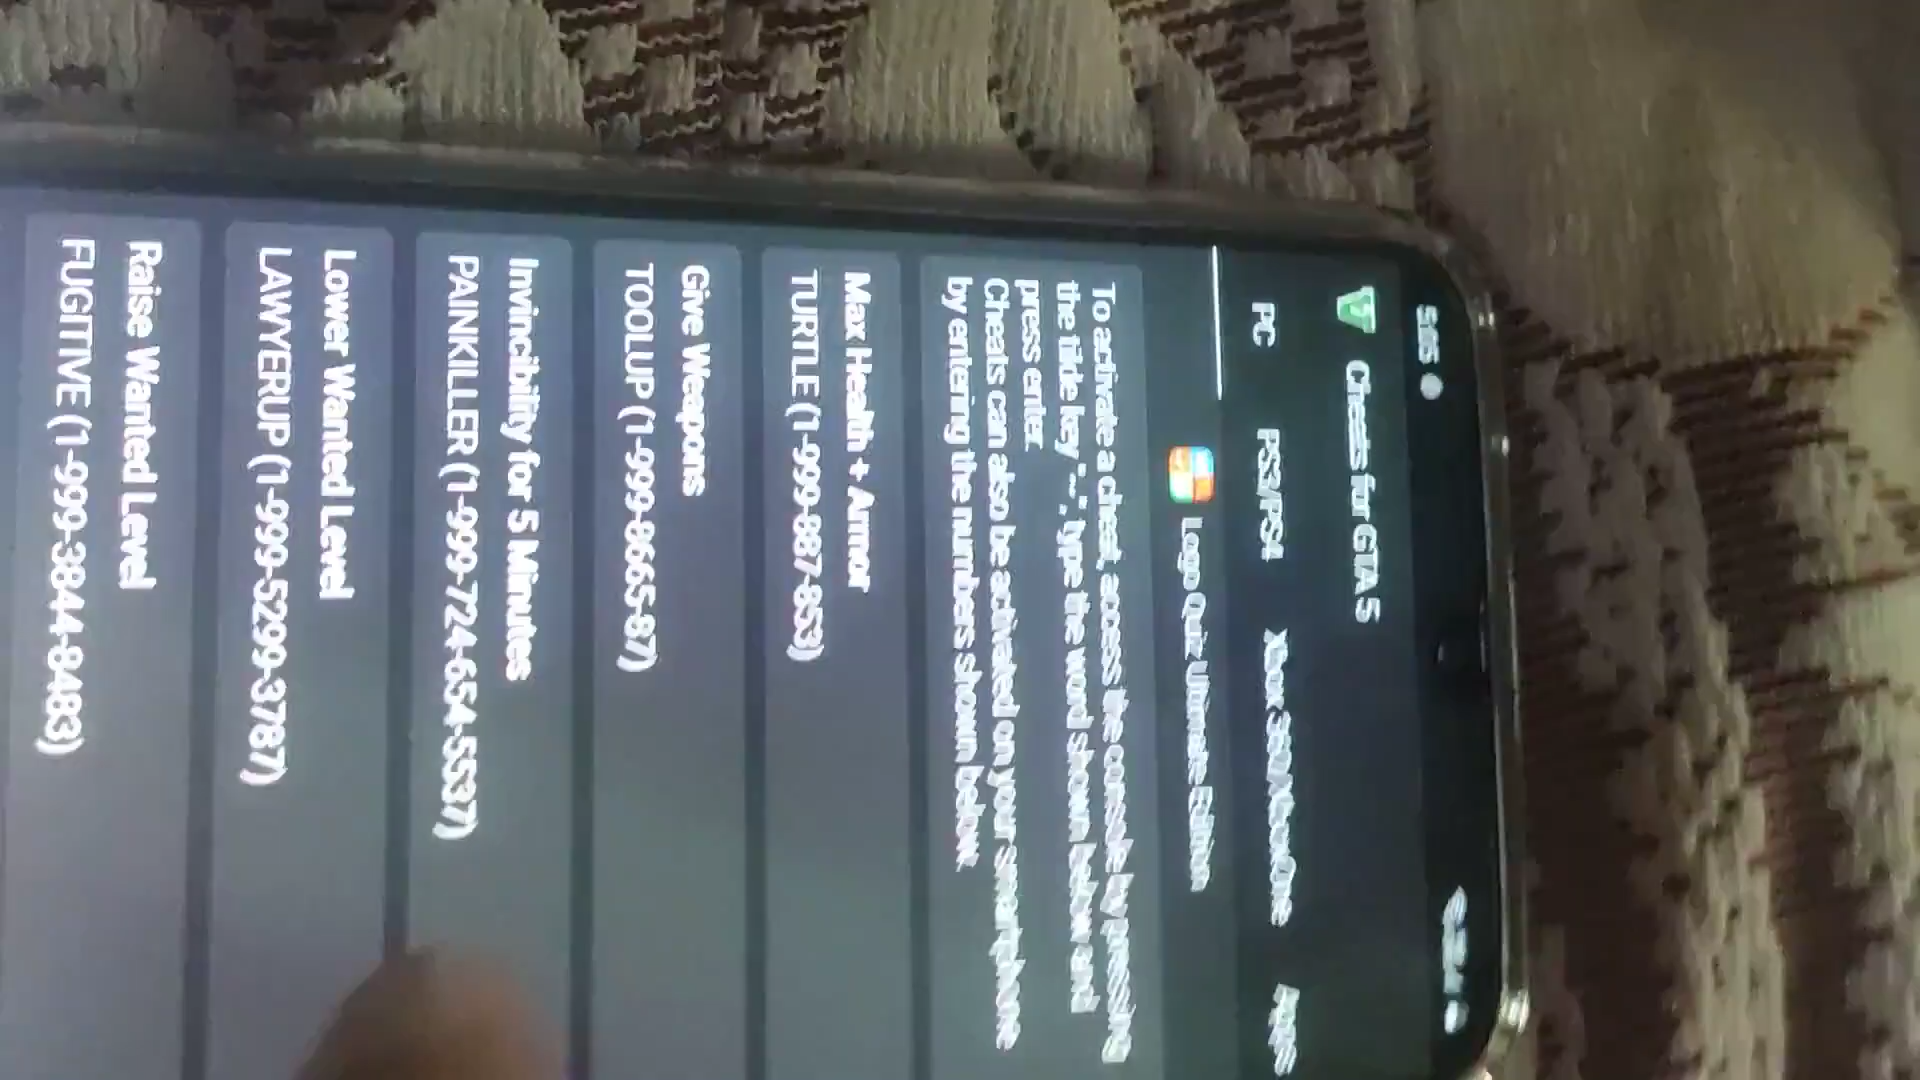 5:05
Cheats for GTA 5
PC PS3/PS4 Xbox 360/XboxOne Apps
Logo Quiz Ultimate Edition
To activate a cheat, access the console by pressing
the tilde key "~", type the word shown below and
press enter.
Cheats can also be activated on your smartphone
by entering the numbers shown below.
Max Health + Armor
TURTLE (1-999-887-853)
Give Weapons
TOOLUP (1-999-8665-87)
Invincibility for 5 Minutes
PAINKILLER (1-999-724-654-5537)
Lower Wanted Level
LAWYERUP (1-999-5299-3787)
Raise Wanted Level
FUGITIVE (1-999-3844-8483)